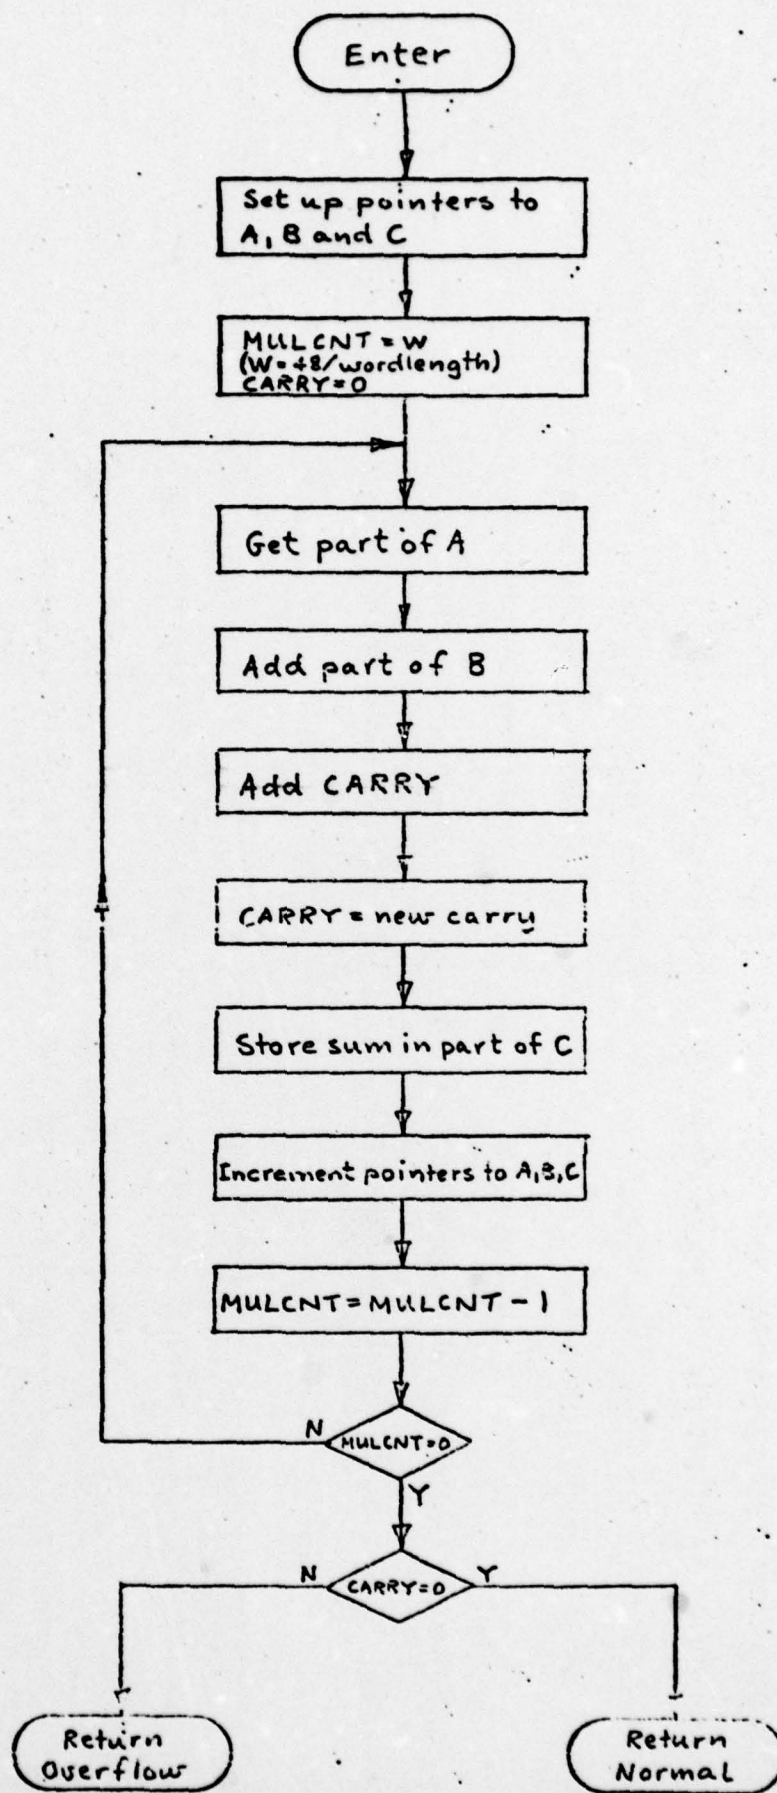 Enter
Set up pointers to
A, B and C
MULCNT = W
(W = 48/wordlength)
CARRY = 0
Get part of A
Add part of B
Add CARRY
CARRY = new carry
Store sum in part of C
Increment pointers to A,B,C
MULCNT = MULCNT - 1
N
MULCNT=0
Y
N
CARRY=0
Y
Return
Overflow
Return
Normal